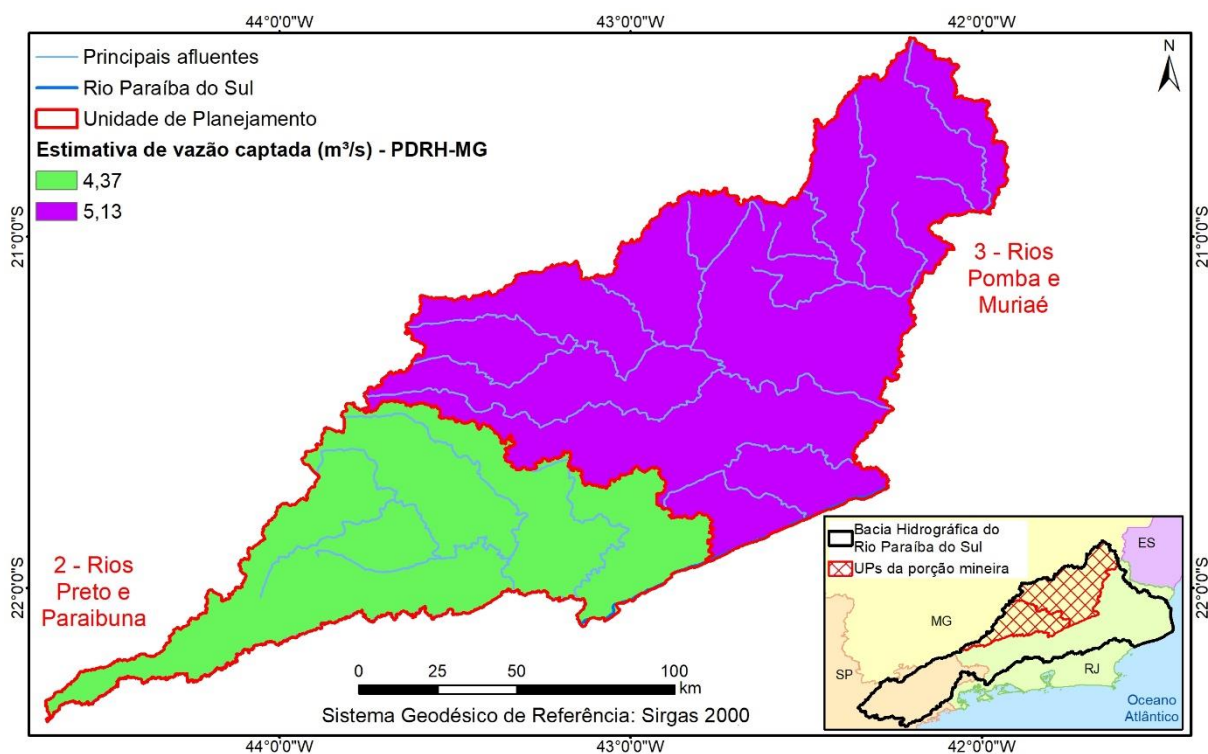 44°0'0"W
43°0'0"W
42°0'0"W
N
Principais afluentes
Rio Paraíba do Sul
Unidade de Planejamento
Estimativa de vazão captada (m³/s) - PDRH-MG
4,37
5,13
21°0'0"S
21°0'0"S
3 - Rios
Pomba e
Muriaé
2 - Rios
Preto e
Paraibuna
22°0'0"S
22°0'0"S
0 25 50 100
km
Sistema Geodésico de Referência: Sirgas 2000
Bacia Hidrográfica do
Rio Paraíba do Sul
UPs da porção mineira
ES
MG
SP
RJ
Oceano
Atlântico
44°0'0"W
43°0'0"W
42°0'0"W